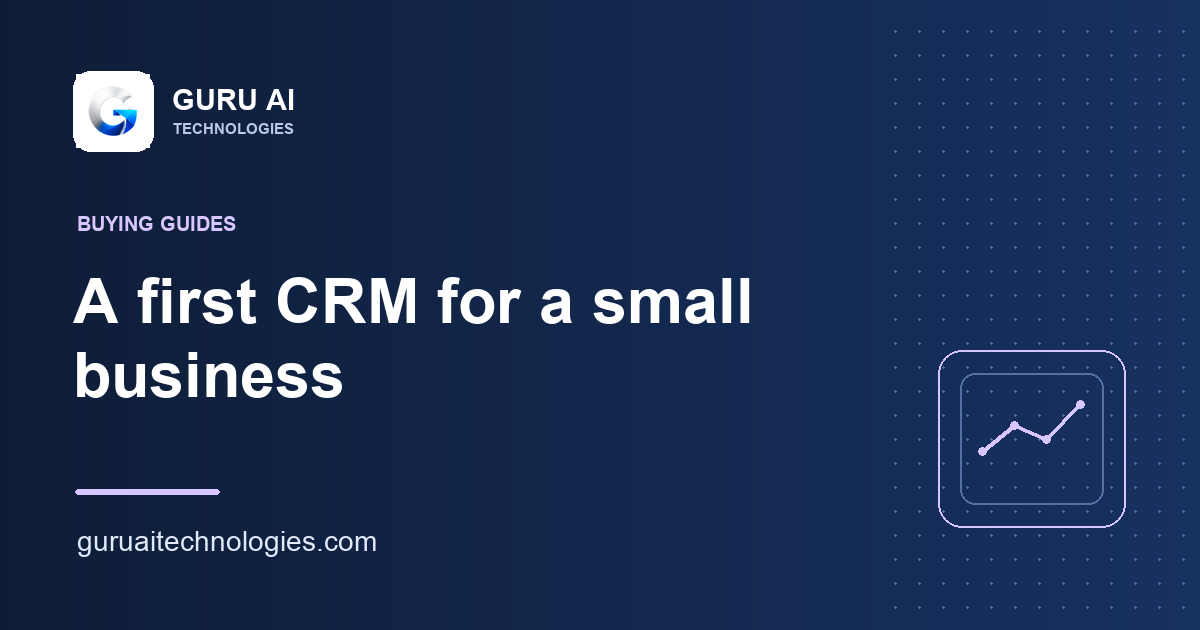 GURU AI
TECHNOLOGIES
BUYING GUIDES
A first CRM for a small
business
guruaitechnologies.com